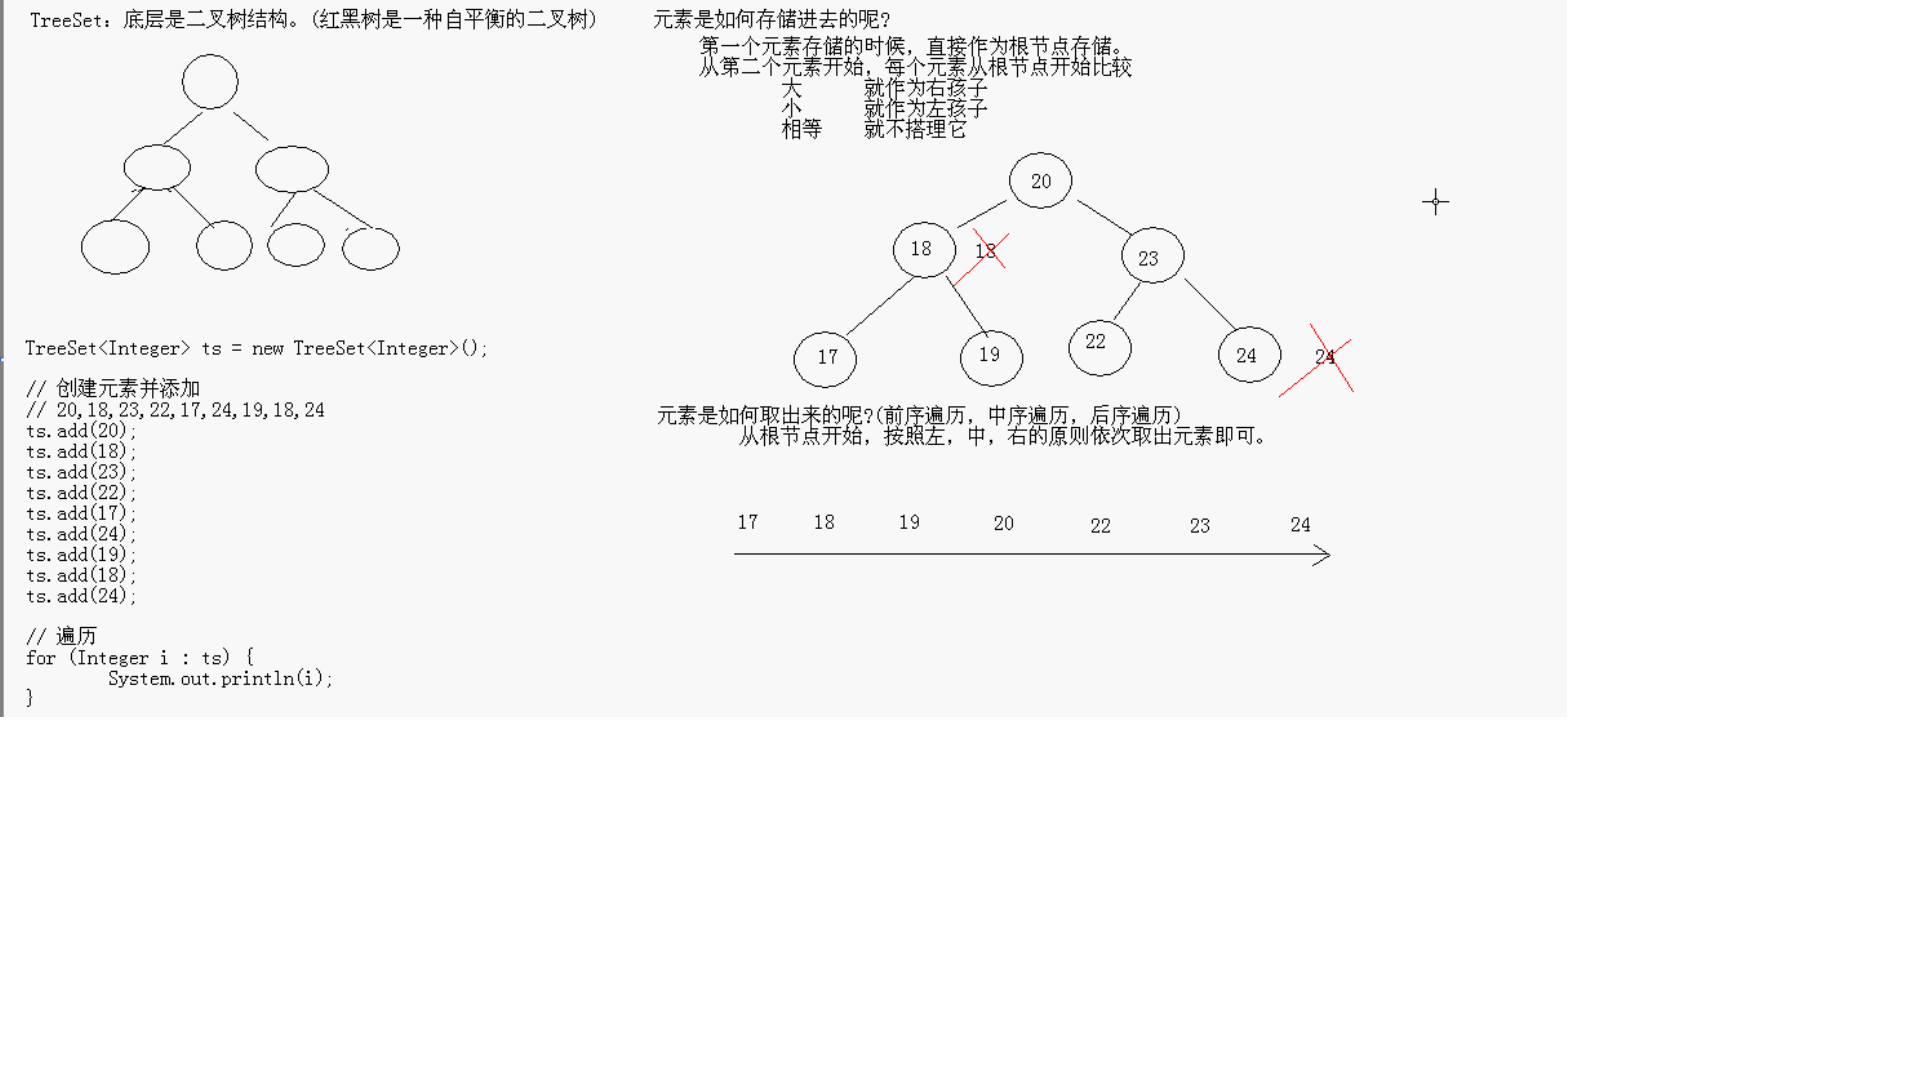 TreeSet：底层是二叉树结构。(红黑树是一种自平衡的二叉树)
TreeSet<Integer> ts = new TreeSet<Integer>();
// 创建元素并添加
// 20,18,23,22,17,24,19,18,24
ts.add(20);
ts.add(18);
ts.add(23);
ts.add(22);
ts.add(17);
ts.add(24);
ts.add(19);
ts.add(18);
ts.add(24);
// 遍历
for (Integer i : ts) {
System.out.println(i);
}
元素是如何存储进去的呢?
第一个元素存储的时候，直接作为根节点存储。
从第二个元素开始，每个元素从根节点开始比较
大 就作为右孩子
小 就作为左孩子
相等 就不搭理它
20
18 18 23
17 19 22 24 24
元素是如何取出来的呢?(前序遍历，中序遍历，后序遍历)
从根节点开始，按照左，中，右的原则依次取出元素即可。
17 18 19 20 22 23 24